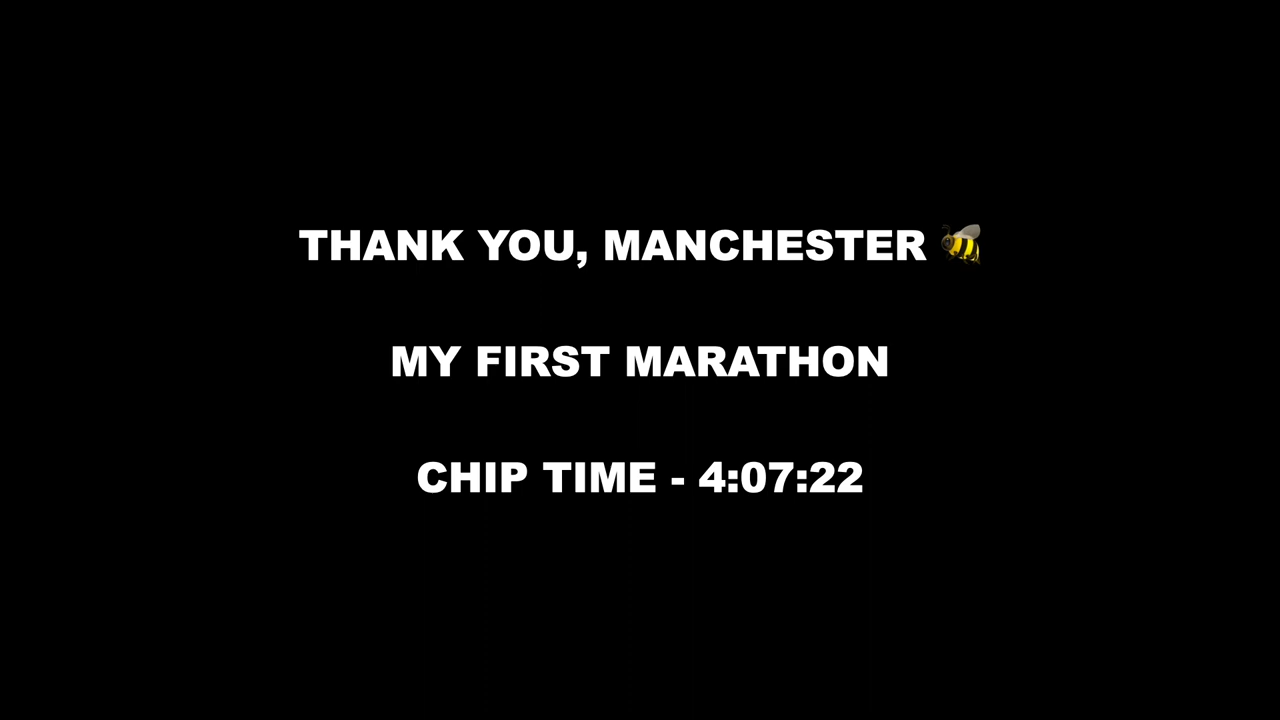 THANK YOU, MANCHESTER 🐝
MY FIRST MARATHON
CHIP TIME - 4:07:22